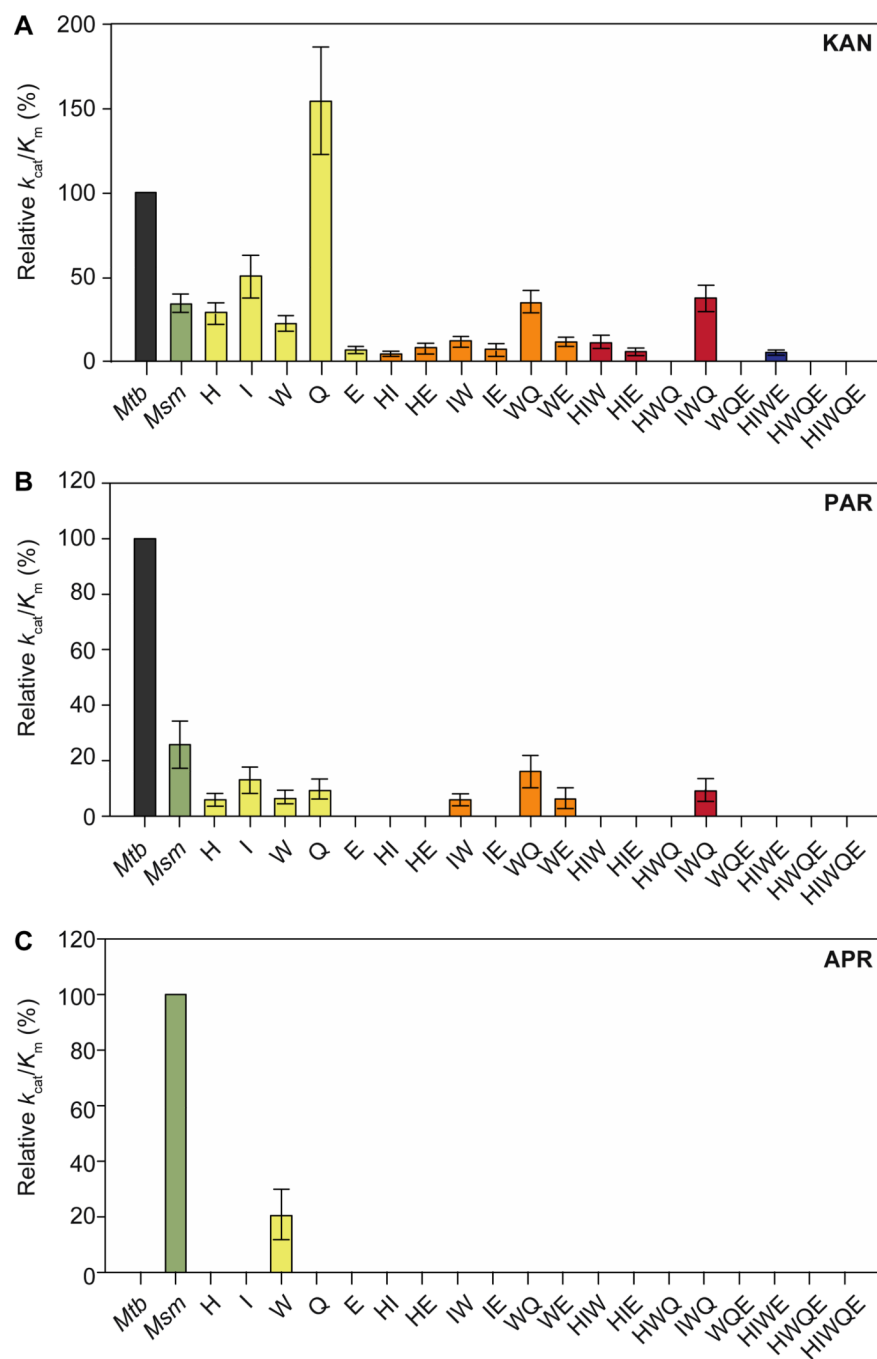 A
KAN
200
150
100
50
0
Relative kcat/Km (%)
Mtb Msm H I W Q E HI HE IW IE WQ WE HIW HIE HWQ IWQ WQE HIWE HWQE HIWQE
B
PAR
120
100
80
60
40
20
0
Relative kcat/Km (%)
Mtb Msm H I W Q E HI HE IW IE WQ WE HIW HIE HWQ IWQ WQE HIWE HWQE HIWQE
C
APR
120
100
80
60
40
20
0
Relative kcat/Km (%)
Mtb Msm H I W Q E HI HE IW IE WQ WE HIW HIE HWQ IWQ WQE HIWE HWQE HIWQE